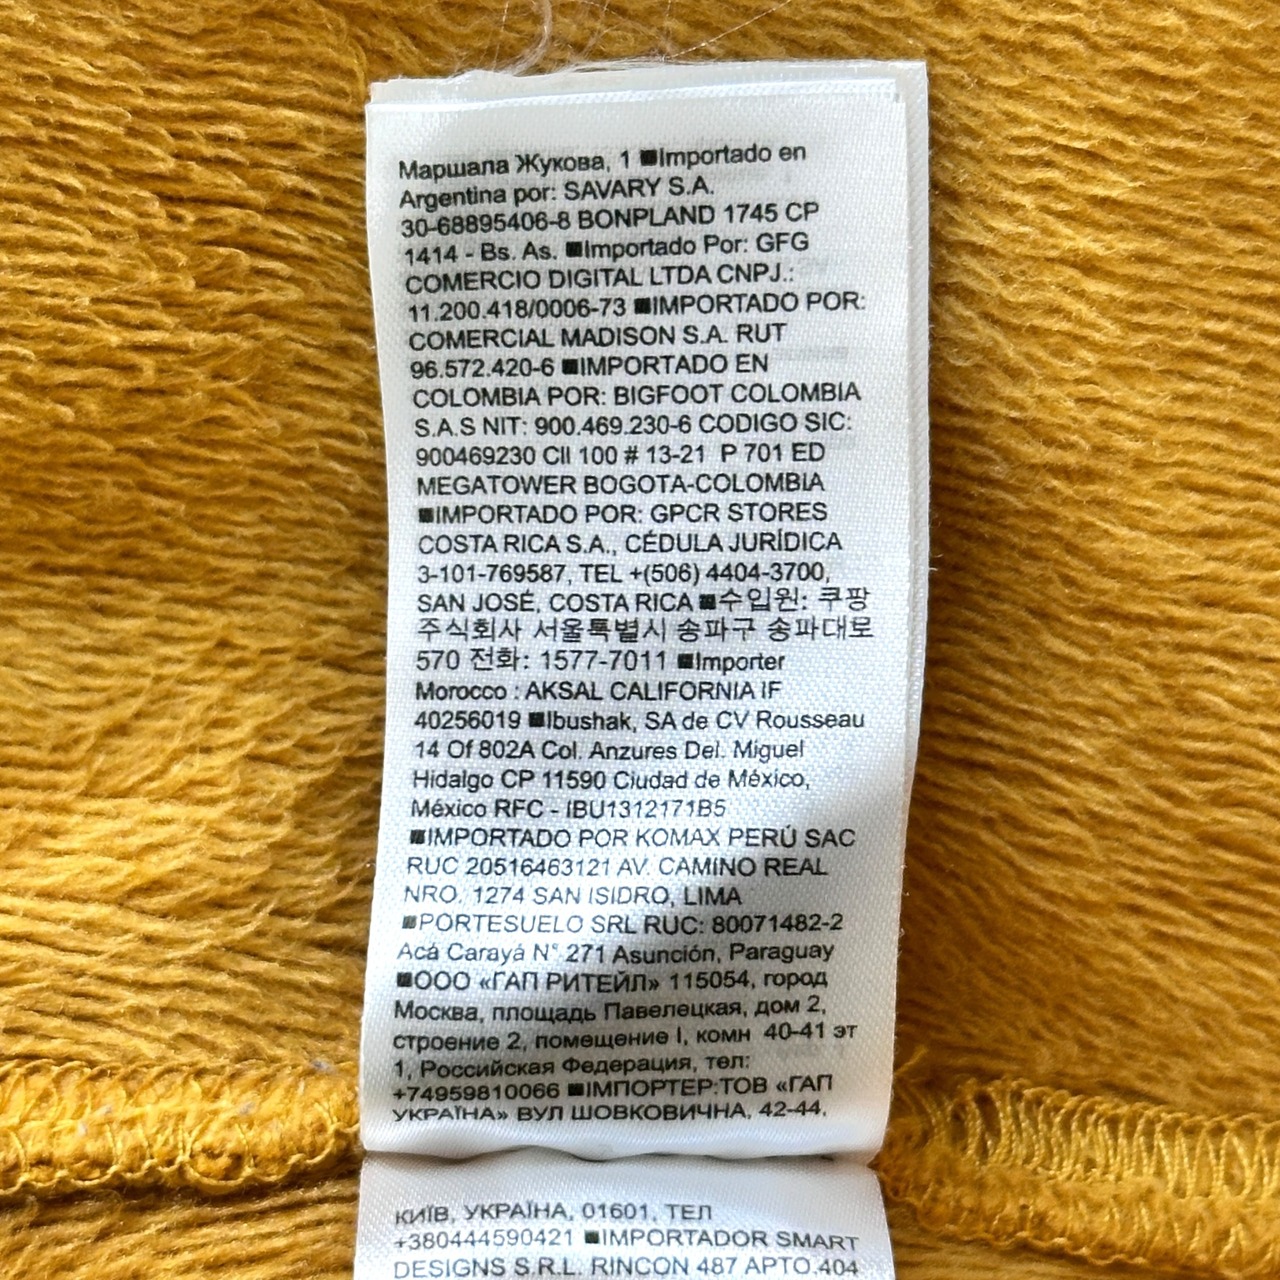 Маршала Жукова, 1 ■Importado en
Argentina por: SAVARY S.A.
30-68895406-8 BONPLAND 1745 CP
1414 - Bs. As. ■Importado Por: GFG
COMERCIO DIGITAL LTDA CNPJ.:
11.200.418/0006-73 ■IMPORTADO POR:
COMERCIAL MADISON S.A. RUT
96.572.420-6 ■IMPORTADO EN
COLOMBIA POR: BIGFOOT COLOMBIA
S.A.S NIT: 900.469.230-6 CODIGO SIC:
900469230 Cll 100 # 13-21 P 701 ED
MEGATOWER BOGOTA-COLOMBIA
■IMPORTADO POR: GPCR STORES
COSTA RICA S.A., CÉDULA JURÍDICA
3-101-769587, TEL +(506) 4404-3700,
SAN JOSÉ, COSTA RICA ■수입원: 쿠팡
주식회사 서울특별시 송파구 송파대로
570 전화: 1577-7011 ■Importer
Morocco : AKSAL CALIFORNIA IF
40256019 ■Ibushak, SA de CV Rousseau
14 Of 802A Col. Anzures Del. Miguel
Hidalgo CP 11590 Ciudad de México,
México RFC - IBU1312171B5
■IMPORTADO POR KOMAX PERÚ SAC
RUC 20516463121 AV. CAMINO REAL
NRO. 1274 SAN ISIDRO, LIMA
■PORTESUELO SRL RUC: 80071482-2
Acá Carayá N° 271 Asunción, Paraguay
■ООО «ГАП РИТЕЙЛ» 115054, город
Москва, площадь Павелецкая, дом 2,
строение 2, помещение I, комн 40-41 эт
1, Российская Федерация, тел:
+74959810066 ■ІМПОРТЕР:ТОВ «ГАП
УКРАЇНА» ВУЛ ШОВКОВИЧНА, 42-44,
КИЇВ, УКРАЇНА, 01601, ТЕЛ
+380444590421 ■IMPORTADOR SMART
DESIGNS S.R.L. RINCON 487 APTO.404